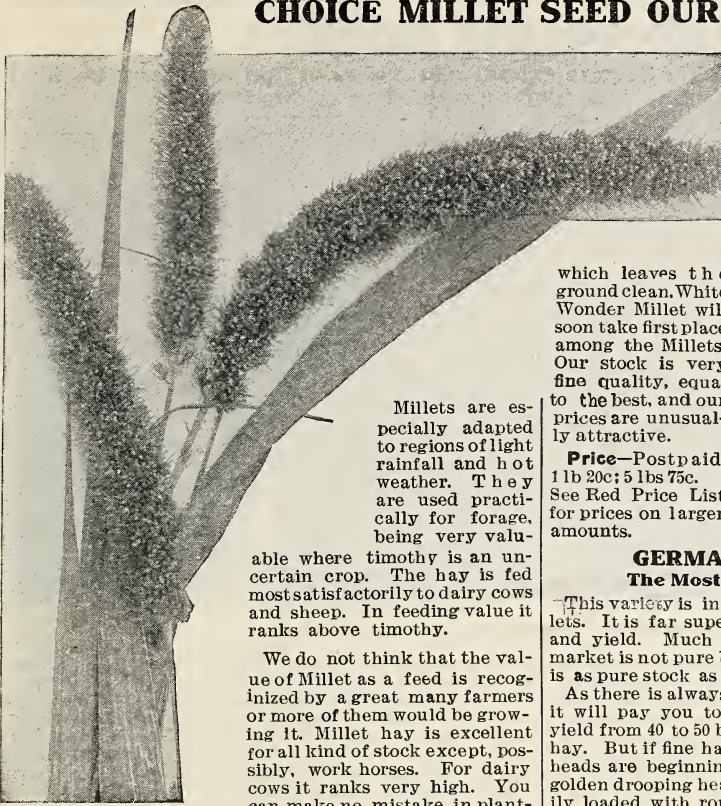 CHOICE MILLET SEED OUR
Millets are es-
pecially adapted
to regions of light
rainfall and hot
weather. They
are used practi-
cally for forage,
being very valu-
able where timothy is an un-
certain crop. The hay is fed
most satisfactorily to dairy cows
and sheep. In feeding value it
ranks above timothy.
We do not think that the val-
ue of Millet as a feed is recog-
inized by a great many farmers
or more of them would be grow-
ing it. Millet hay is excellent
for all kind of stock except, pos-
sibly, work horses. For dairy
cows it ranks very high. You
can make no mistake in plant-
which leaves the
ground clean. White
Wonder Millet wil
soon take first place
among the Millets
Our stock is very
fine quality, equa
to the best, and our
prices are unusual-
ly attractive.
Price—Postpaid
1 lb 20c; 5 lbs 75c.
See Red Price List
for prices on larger
amounts.
GERMA
The Most
This variety is in
lets. It is far supe
and yield. Much
market is not pure
is as pure stock as
As there is always
it will pay you to
yield from 40 to 50 b
hay. But if fine ha
heads are beginnin
golden drooping hea
ily loaded with